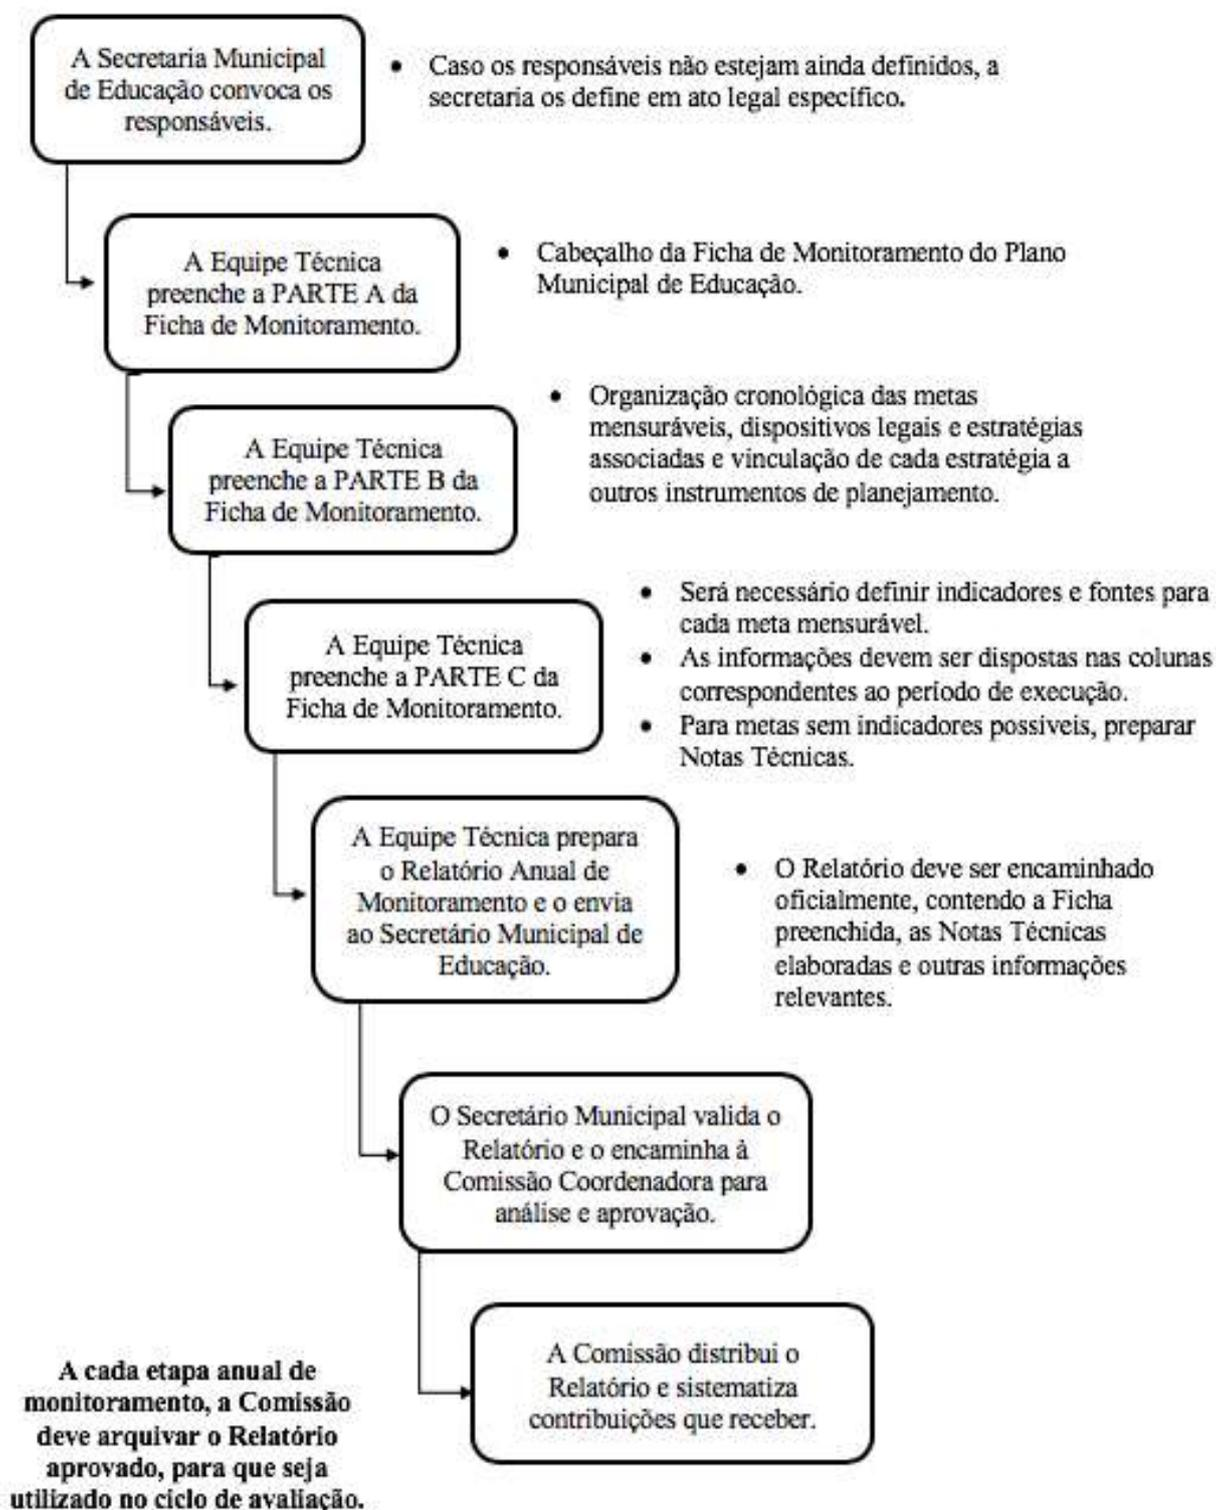 A Secretaria Municipal
de Educação convoca os
responsáveis.
• Caso os responsáveis não estejam ainda definidos, a
secretaria os define em ato legal específico.
A Equipe Técnica
preenche a PARTE A da
Ficha de Monitoramento.
• Cabeçalho da Ficha de Monitoramento do Plano
Municipal de Educação.
A Equipe Técnica
preenche a PARTE B da
Ficha de Monitoramento.
• Organização cronológica das metas
mensuráveis, dispositivos legais e estratégias
associadas e vinculação de cada estratégia a
outros instrumentos de planejamento.
A Equipe Técnica
preenche a PARTE C da
Ficha de Monitoramento.
• Será necessário definir indicadores e fontes para
cada meta mensurável.
• As informações devem ser dispostas nas colunas
correspondentes ao período de execução.
• Para metas sem indicadores possíveis, preparar
Notas Técnicas.
A Equipe Técnica prepara
o Relatório Anual de
Monitoramento e o envia
ao Secretário Municipal de
Educação.
• O Relatório deve ser encaminhado
oficialmente, contendo a Ficha
preenchida, as Notas Técnicas
elaboradas e outras informações
relevantes.
O Secretário Municipal valida o
Relatório e o encaminha à
Comissão Coordenadora para
análise e aprovação.
A Comissão distribui o
Relatório e sistematiza
contribuições que receber.
A cada etapa anual de
monitoramento, a Comissão
deve arquivar o Relatório
aprovado, para que seja
utilizado no ciclo de avaliação.